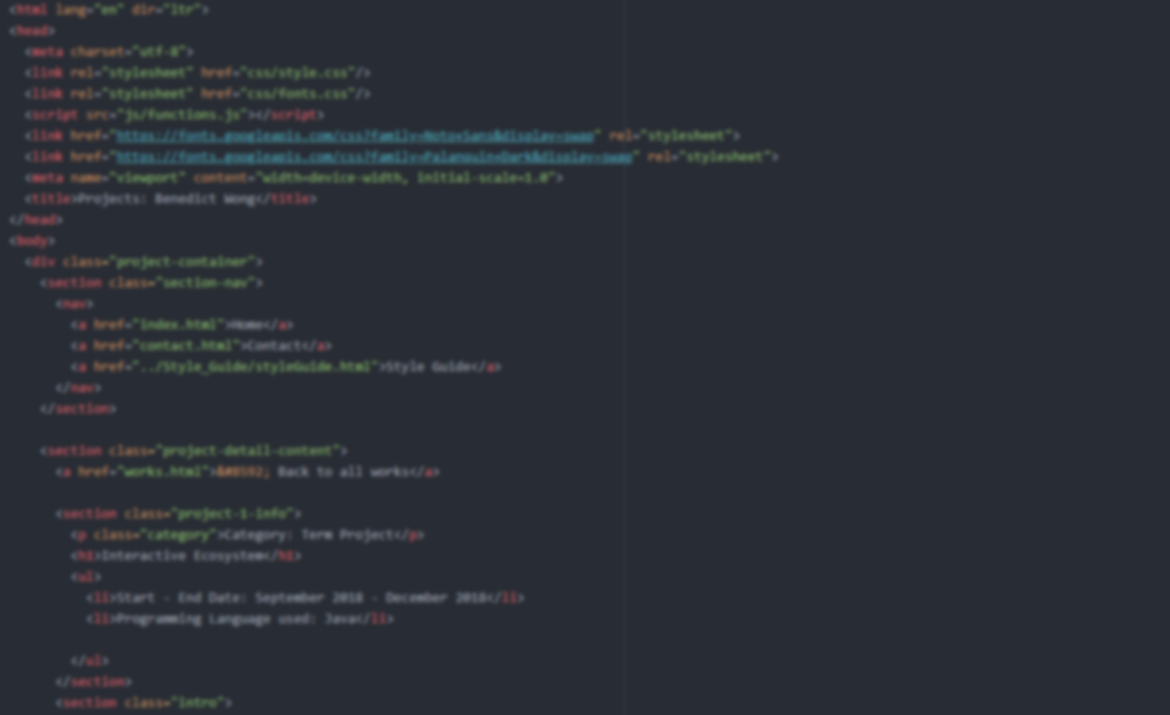 <html lang="en" dir="ltr">
<head>
<meta charset="utf-8">
<link rel="stylesheet" href="css/style.css"/>
<link rel="stylesheet" href="css/fonts.css"/>
<script src="js/functions.js"></script>
<link href="https://fonts.googleapis.com/css?family=Noto+Sans&display=swap" rel="stylesheet">
<link href="https://fonts.googleapis.com/css?family=Palanquin+Dark&display=swap" rel="stylesheet">
<meta name="viewport" content="width=device-width, initial-scale=1.0">
<title>Projects: Benedict Wong</title>
</head>
<body>
<div class="project-container">
<section class="section-nav">
<nav>
<a href="index.html">Home</a>
<a href="contact.html">Contact</a>
<a href="../Style_Guide/styleGuide.html">Style Guide</a>
</nav>
</section>
<section class="project-detail-content">
<a href="works.html">&#8592; Back to all works</a>
<section class="project-1-info">
<p class="category">Category: Term Project</p>
<h1>Interactive Ecosystem</h1>
<ul>
<li>Start - End Date: September 2018 - December 2018</li>
<li>Programming Language used: Java</li>
</ul>
</section>
<section class="intro">